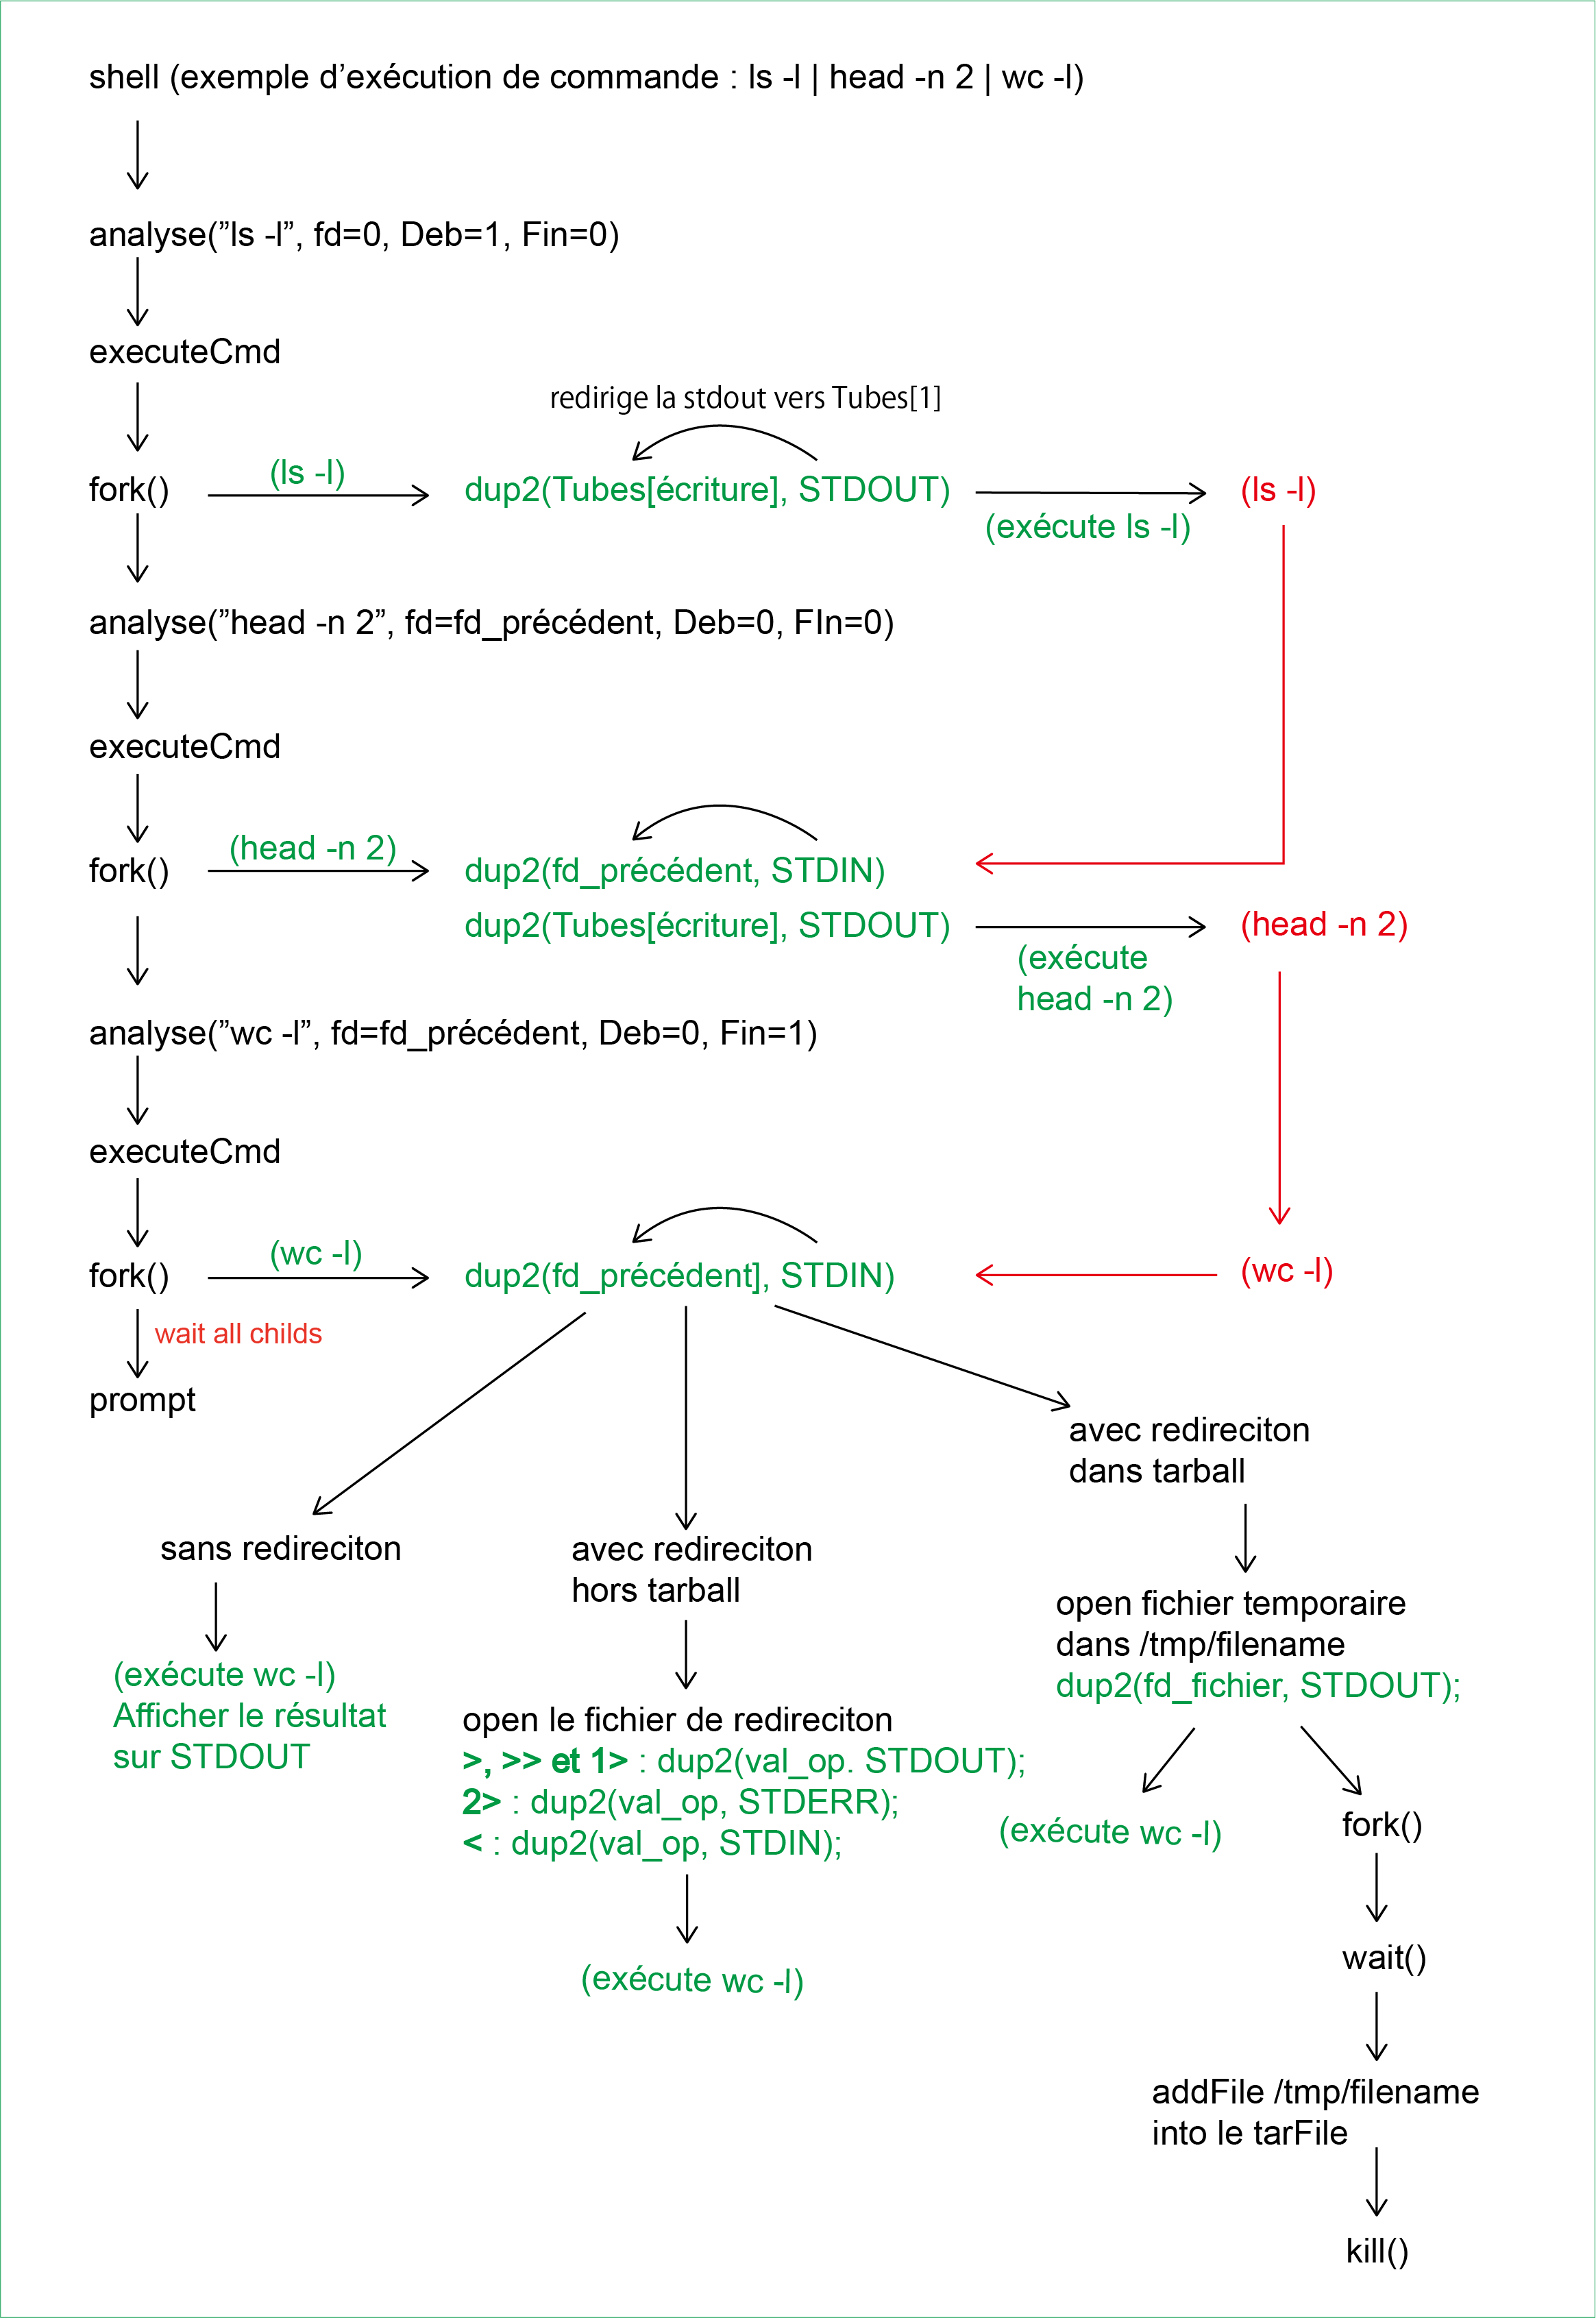 shell (exemple d’exécution de commande : ls -l | head -n 2 | wc -l)
analyse(”ls -l”, fd=0, Deb=1, Fin=0)
executeCmd
redirige la stdout vers Tubes[1]
fork()
(ls -l)
dup2(Tubes[écriture], STDOUT)
(exécute ls -l)
(ls -l)
analyse(”head -n 2”, fd=fd_précédent, Deb=0, FIn=0)
executeCmd
fork()
(head -n 2)
dup2(fd_précédent, STDIN)
dup2(Tubes[écriture], STDOUT)
(exécute
head -n 2)
(head -n 2)
analyse(”wc -l”, fd=fd_précédent, Deb=0, Fin=1)
executeCmd
fork()
(wc -l)
dup2(fd_précédent], STDIN)
(wc -l)
wait all childs
prompt
sans redireciton
(exécute wc -l)
Afficher le résultat
sur STDOUT
avec redireciton
hors tarball
open le fichier de redireciton
>, >> et 1> : dup2(val_op. STDOUT);
2> : dup2(val_op, STDERR);
< : dup2(val_op, STDIN);
(exécute wc -l)
avec redireciton
dans tarball
open fichier temporaire
dans /tmp/filename
dup2(fd_fichier, STDOUT);
(exécute wc -l)
fork()
wait()
addFile /tmp/filename
into le tarFile
kill()